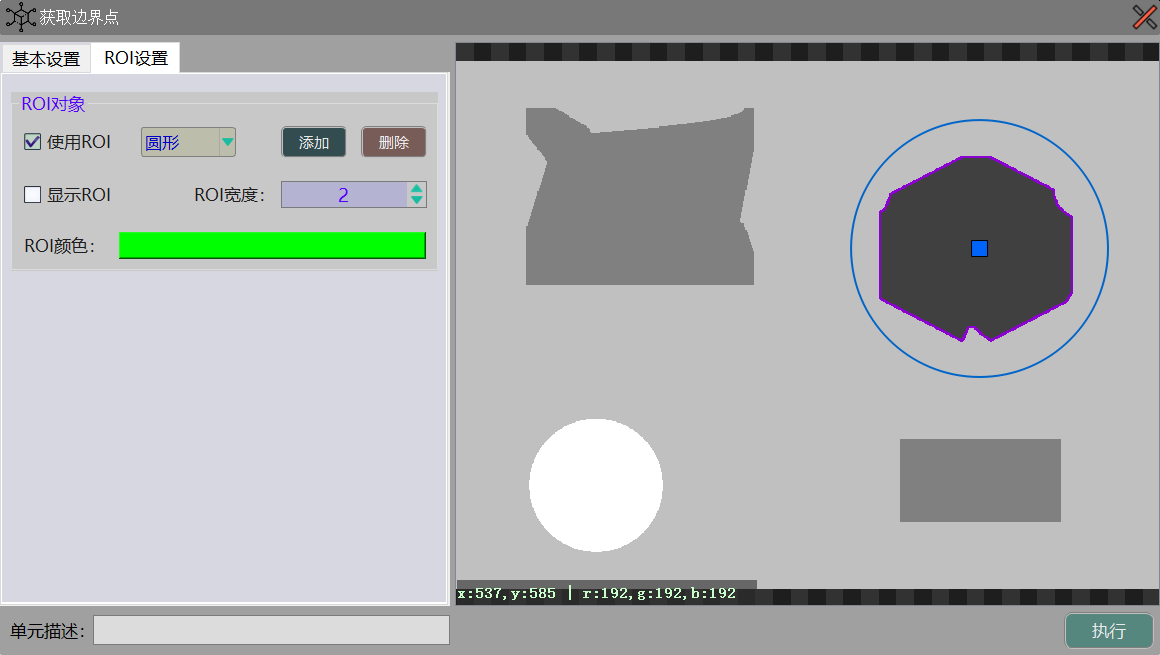 获取边界点
基本设置 ROI设置
ROI对象
使用ROI 圆形 添加 删除
显示ROI ROI宽度: 2
ROI颜色:
x:537,y:585 | r:192,g:192,b:192
单元描述: 执行